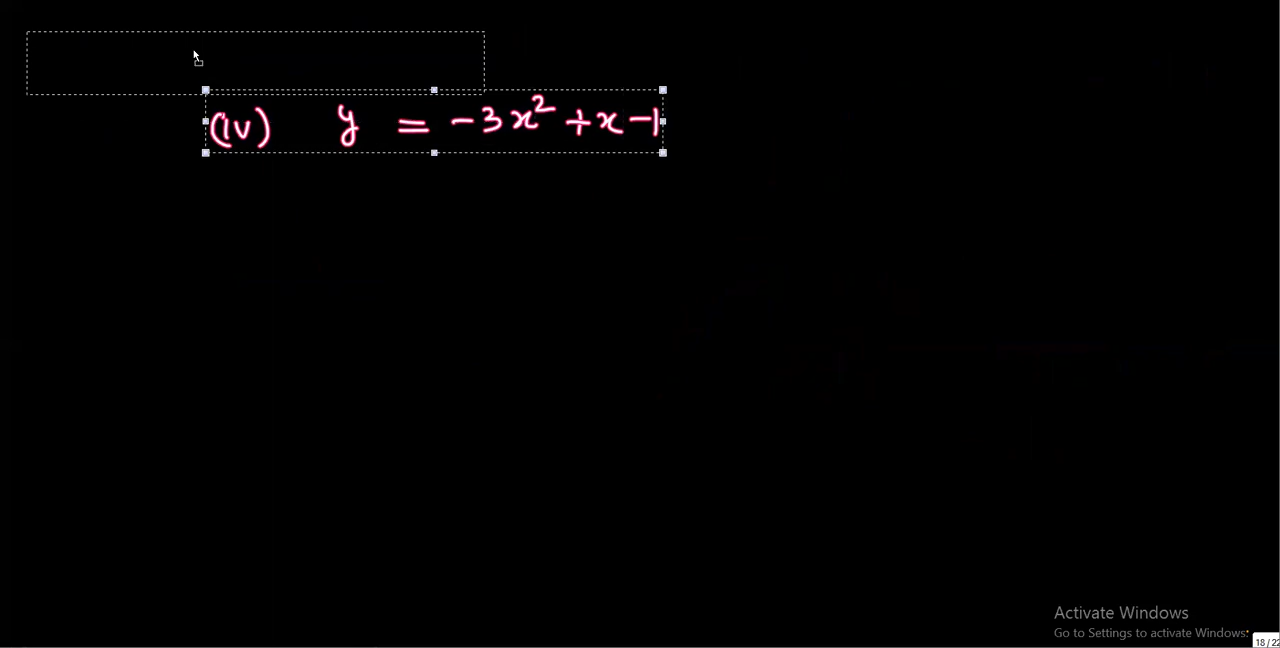 (iv) y = -3x² + x - 1
Activate Windows
Go to Settings to activate Windows.
18 / 22